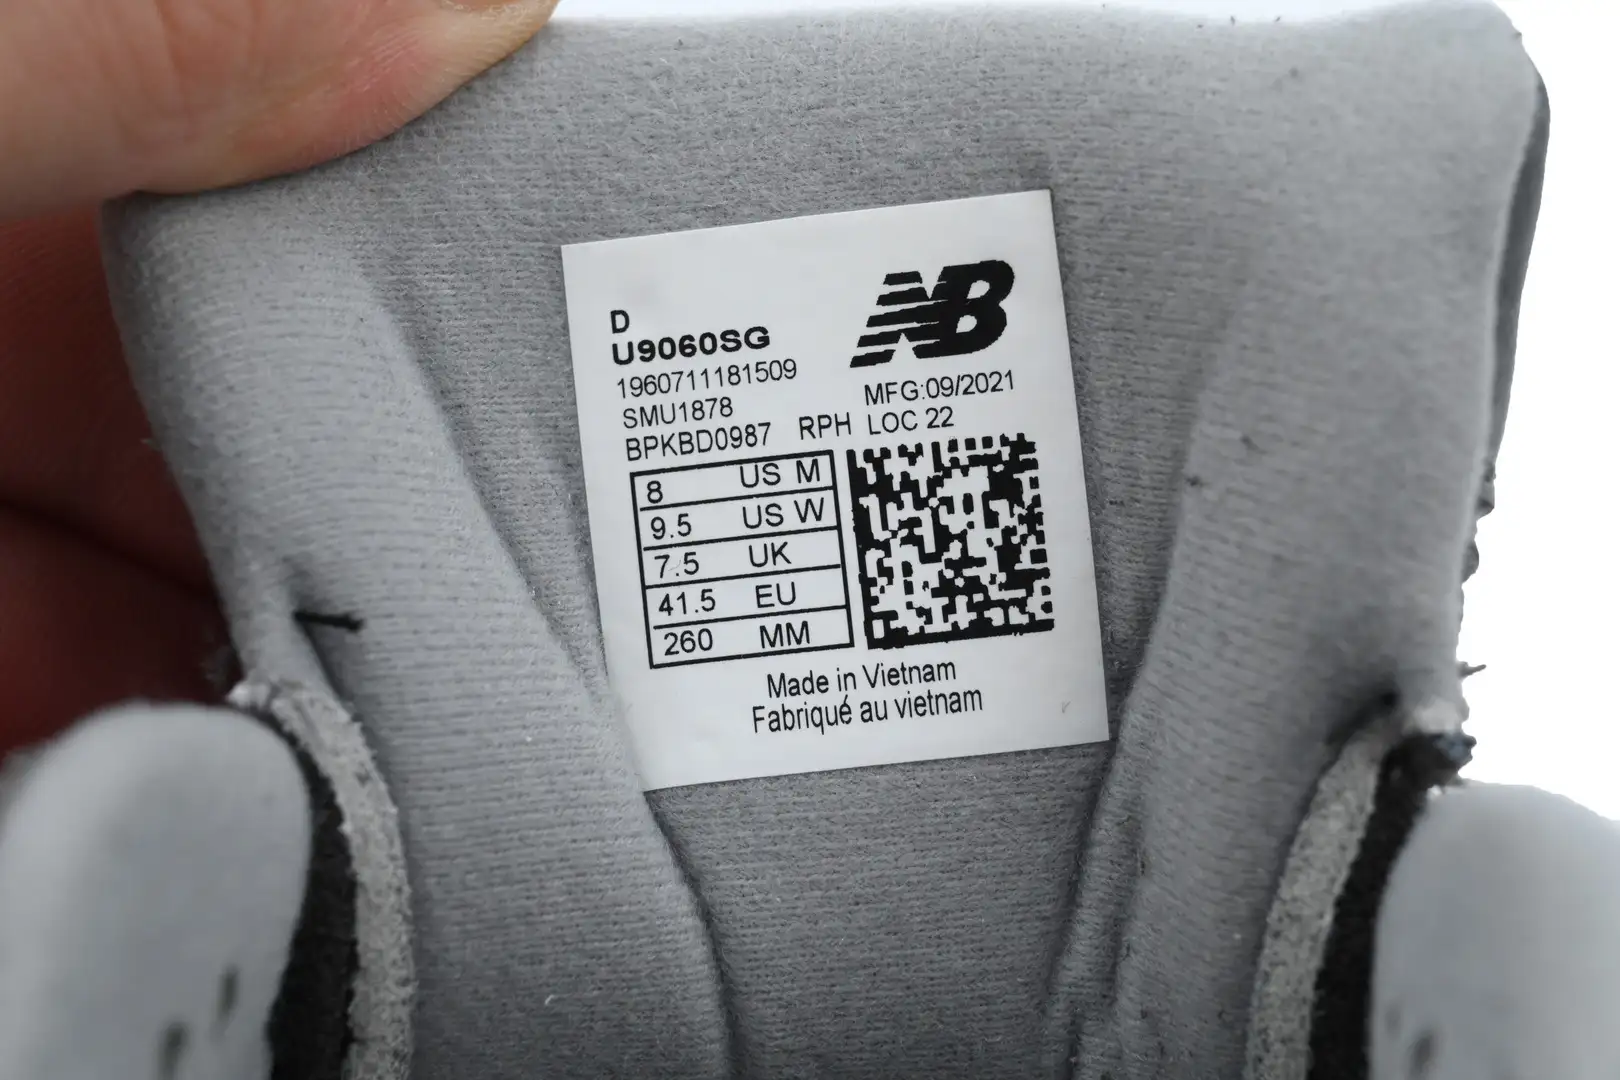 NB
D
U9060SG
1960711181509
SMU1878
BPKBD0987 RPH
MFG:09/2021
LOC 22
8 US M
9.5 US W
7.5 UK
41.5 EU
260 MM
Made in Vietnam
Fabriqué au vietnam